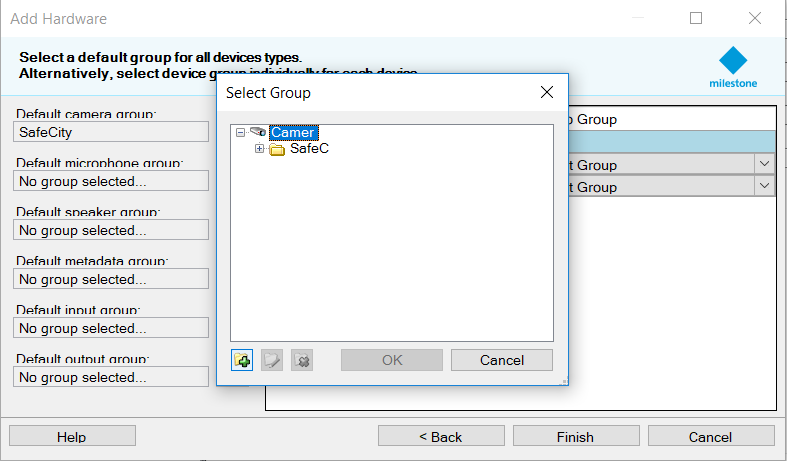 Add Hardware
Select a default group for all devices types.
Alternatively, select device group individually for each device.
milestone
Select Group
Default camera group:
SafeCity
Default microphone group:
No group selected...
Default speaker group:
No group selected...
Default metadata group:
No group selected...
Default input group:
No group selected...
Default output group:
No group selected...
Camer
SafeC
OK
Cancel
Group
Group
Group
Help
< Back
Finish
Cancel